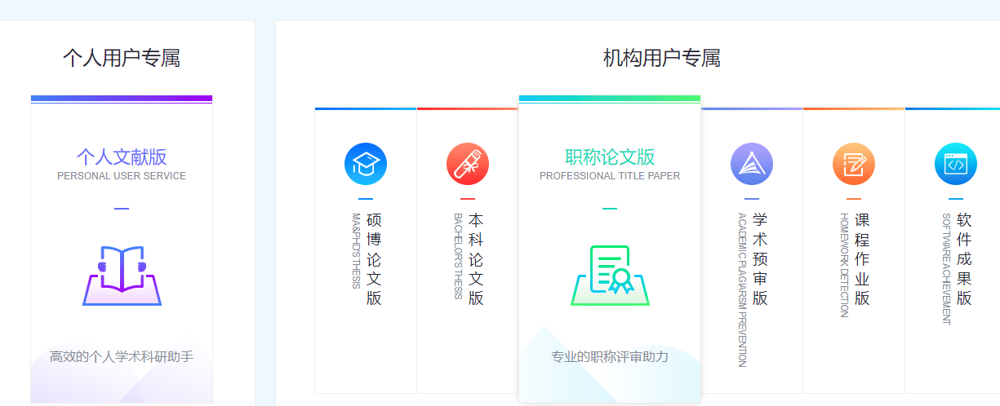 个人用户专属
个人文献版
PERSONAL USER SERVICE
高效的个人学术科研助手
机构用户专属
硕博论文版
MA&PHD'S THESIS
本科论文版
BACHELOR'S THESIS
职称论文版
PROFESSIONAL TITLE PAPER
专业的职称评审助力
学术预审版
ACADEMIC PLAGIARSM PREVENTION
课程作业版
HOMEWORK DETECTION
软件成果版
SOFTWARE ACHIEVEMENT